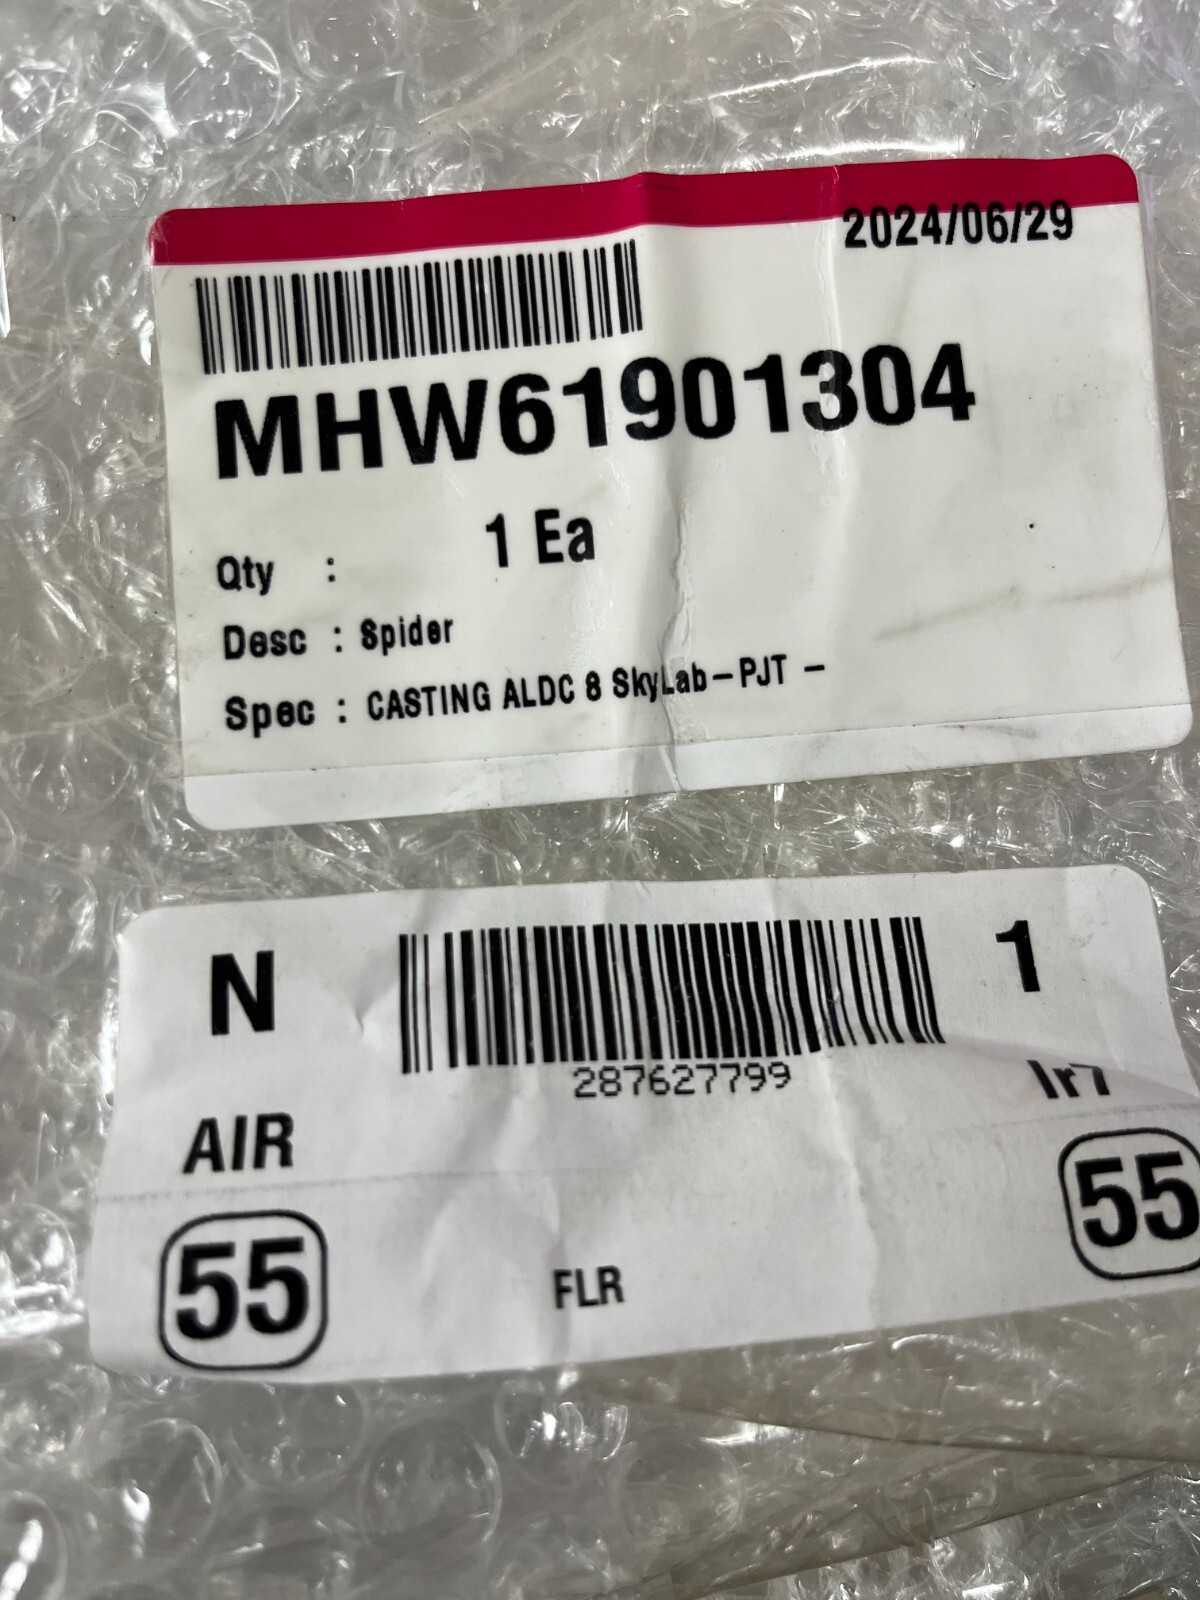 2024/06/29
MHW61901304
Qty : 1 Ea
Desc : Spider
Spec : CASTING ALDC 8 SkyLab-PJT -
N 1
287627799
AIR
55 55
FLR